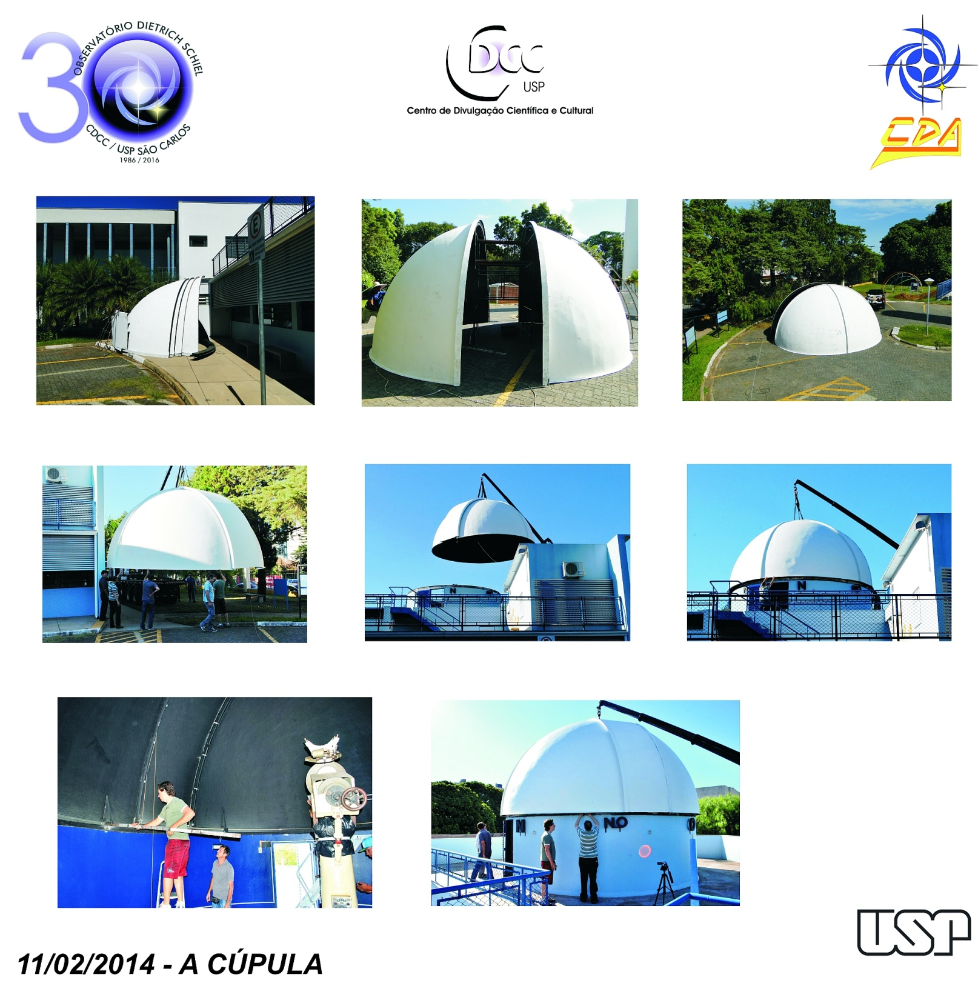 30
OBSERVATÓRIO DIETRICH SCHIEL
CDCC / USP SÃO CARLOS
1986 / 2016
CDCC
USP
Centro de Divulgação Científica e Cultural
CDA
E
N
N
N
NO
O
USP
11/02/2014 - A CÚPULA